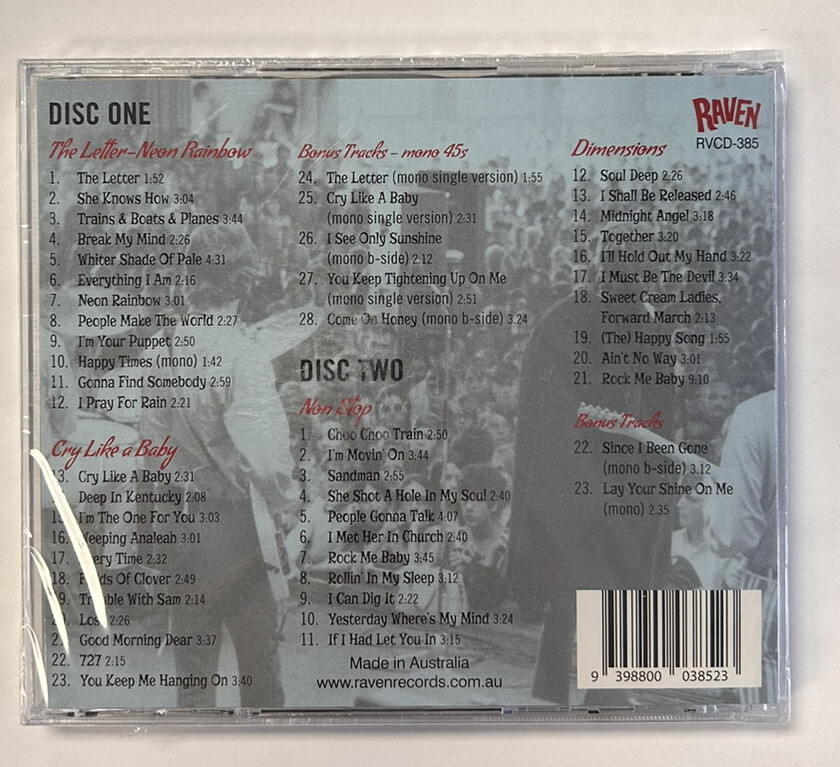 DISC ONE
RAVEN
RVCD-385
The Letter–Neon Rainbow
1. The Letter 1:52
2. She Knows How 3:04
3. Trains & Boats & Planes 3:44
4. Break My Mind 2:26
5. Whiter Shade Of Pale 4:31
6. Everything I Am 2:16
7. Neon Rainbow 3:01
8. People Make The World 2:27
9. I'm Your Puppet 2:50
10. Happy Times (mono) 1:42
11. Gonna Find Somebody 2:59
12. I Pray For Rain 2:21
Cry Like a Baby
13. Cry Like A Baby 2:31
Deep In Kentucky 2:08
15. I'm The One For You 3:03
16. Weeping Analeah 3:01
17. Every Time 2:32
18. Fields Of Clover 2:49
19. Trouble With Sam 2:14
Lost 2:26
21. Good Morning Dear 3:37
22. 727 2:15
23. You Keep Me Hanging On 3:40
Bonus Tracks – mono 45s
24. The Letter (mono single version) 1:55
25. Cry Like A Baby
(mono single version) 2:31
26. I See Only Sunshine
(mono b-side) 2:12
27. You Keep Tightening Up On Me
(mono single version) 2:51
28. Come On Honey (mono b-side) 3.24
DISC TWO
Non Stop
1. Choo Choo Train 2:50
2. I'm Movin' On 3:44
3. Sandman 2:55
4. She Shot A Hole In My Soul 2:40
5. People Gonna Talk 4:07
6. I Met Her In Church 2:40
7. Rock Me Baby 3:45
8. Rollin' In My Sleep 3:12
9. I Can Dig It 2:22
10. Yesterday Where's My Mind 3:24
11. If I Had Let You In 3:15
Made in Australia
www.ravenrecords.com.au
Dimensions
12. Soul Deep 2:26
13. I Shall Be Released 2:46
14. Midnight Angel 3:18
15. Together 3:20
16. I'll Hold Out My Hand 3:22
17. I Must Be The Devil 3:34
18. Sweet Cream Ladies,
Forward March 2:13
19. (The) Happy Song 1:55
20. Ain't No Way 3:01
21. Rock Me Baby 9:10
Bonus Tracks
22. Since I Been Gone
(mono b-side) 3.12
23. Lay Your Shine On Me
(mono) 2.35
9 398800 038523